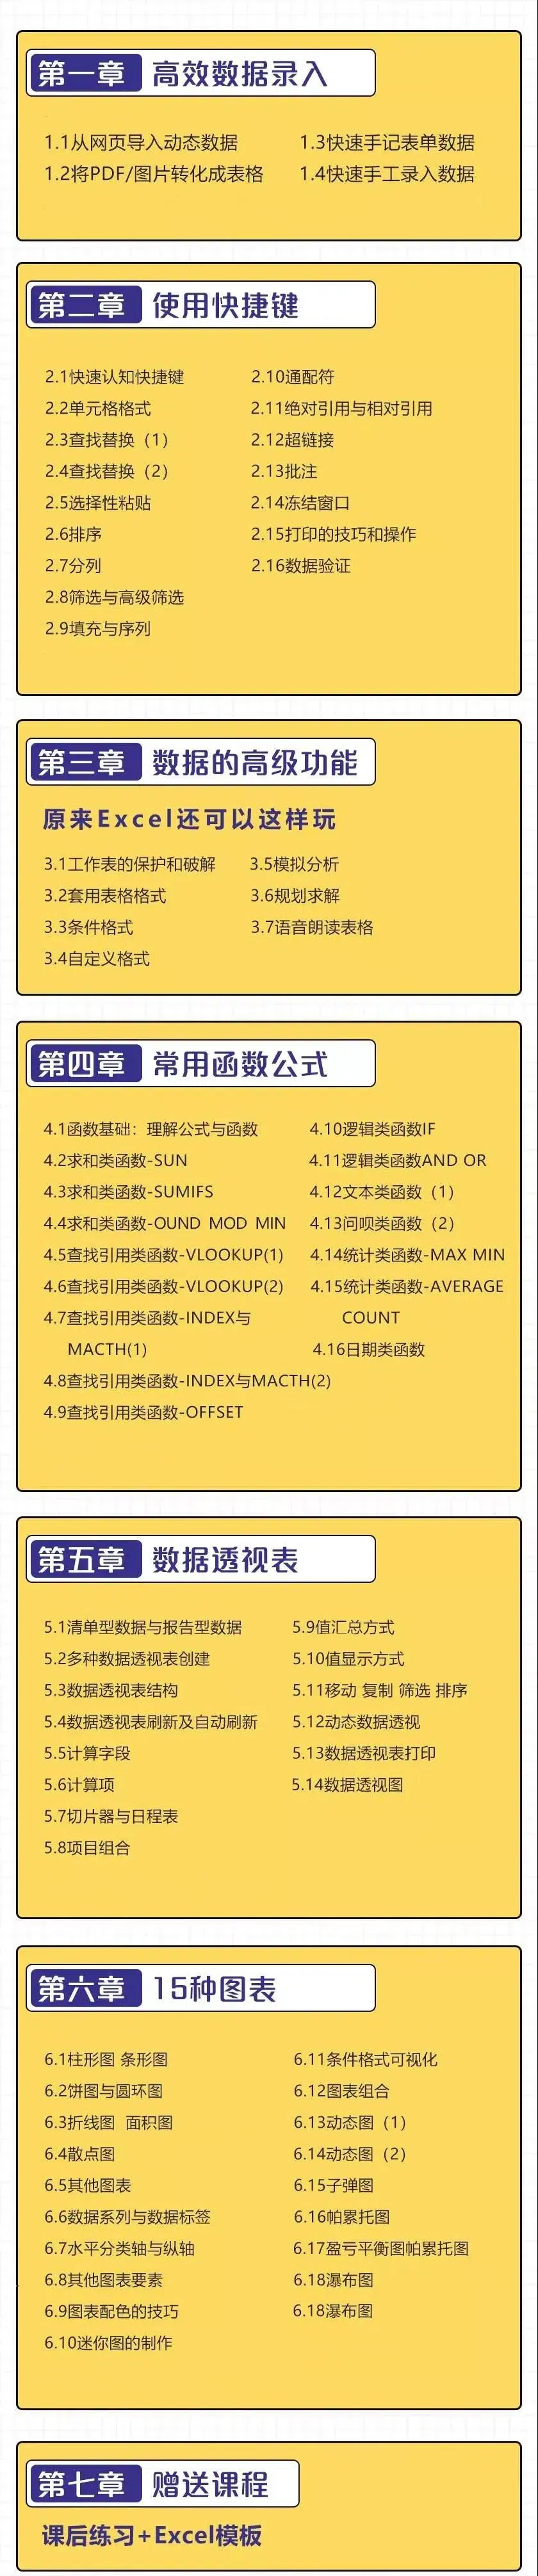 第一章 高效数据录入
1.1从网页导入动态数据
1.2将PDF/图片转化成表格
1.3快速手记表单数据
1.4快速手工录入数据
第二章 使用快捷键
2.1快速认知快捷键
2.2单元格格式
2.3查找替换（1）
2.4查找替换（2）
2.5选择性粘贴
2.6排序
2.7分列
2.8筛选与高级筛选
2.9填充与序列
2.10通配符
2.11绝对引用与相对引用
2.12超链接
2.13批注
2.14冻结窗口
2.15打印的技巧和操作
2.16数据验证
第三章 数据的高级功能
原来Excel还可以这样玩
3.1工作表的保护和破解
3.2套用表格格式
3.3条件格式
3.4自定义格式
3.5模拟分析
3.6规划求解
3.7语音朗读表格
第四章 常用函数公式
4.1函数基础：理解公式与函数
4.2求和类函数-SUN
4.3求和类函数-SUMIFS
4.4求和类函数-OUND MOD MIN
4.5查找引用类函数-VLOOKUP(1)
4.6查找引用类函数-VLOOKUP(2)
4.7查找引用类函数-INDEX与
MACTH(1)
4.8查找引用类函数-INDEX与MACTH(2)
4.9查找引用类函数-OFFSET
4.10逻辑类函数IF
4.11逻辑类函数AND OR
4.12文本类函数（1）
4.13问呗类函数（2）
4.14统计类函数-MAX MIN
4.15统计类函数-AVERAGE
COUNT
4.16日期类函数
第五章 数据透视表
5.1清单型数据与报告型数据
5.2多种数据透视表创建
5.3数据透视表结构
5.4数据透视表刷新及自动刷新
5.5计算字段
5.6计算项
5.7切片器与日程表
5.8项目组合
5.9值汇总方式
5.10值显示方式
5.11移动 复制 筛选 排序
5.12动态数据透视
5.13数据透视表打印
5.14数据透视图
第六章 15种图表
6.1柱形图 条形图
6.2饼图与圆环图
6.3折线图 面积图
6.4散点图
6.5其他图表
6.6数据系列与数据标签
6.7水平分类轴与纵轴
6.8其他图表要素
6.9图表配色的技巧
6.10迷你图的制作
6.11条件格式可视化
6.12图表组合
6.13动态图（1）
6.14动态图（2）
6.15子弹图
6.16帕累托图
6.17盈亏平衡图帕累托图
6.18瀑布图
6.18瀑布图
第七章 赠送课程
课后练习+Excel模板